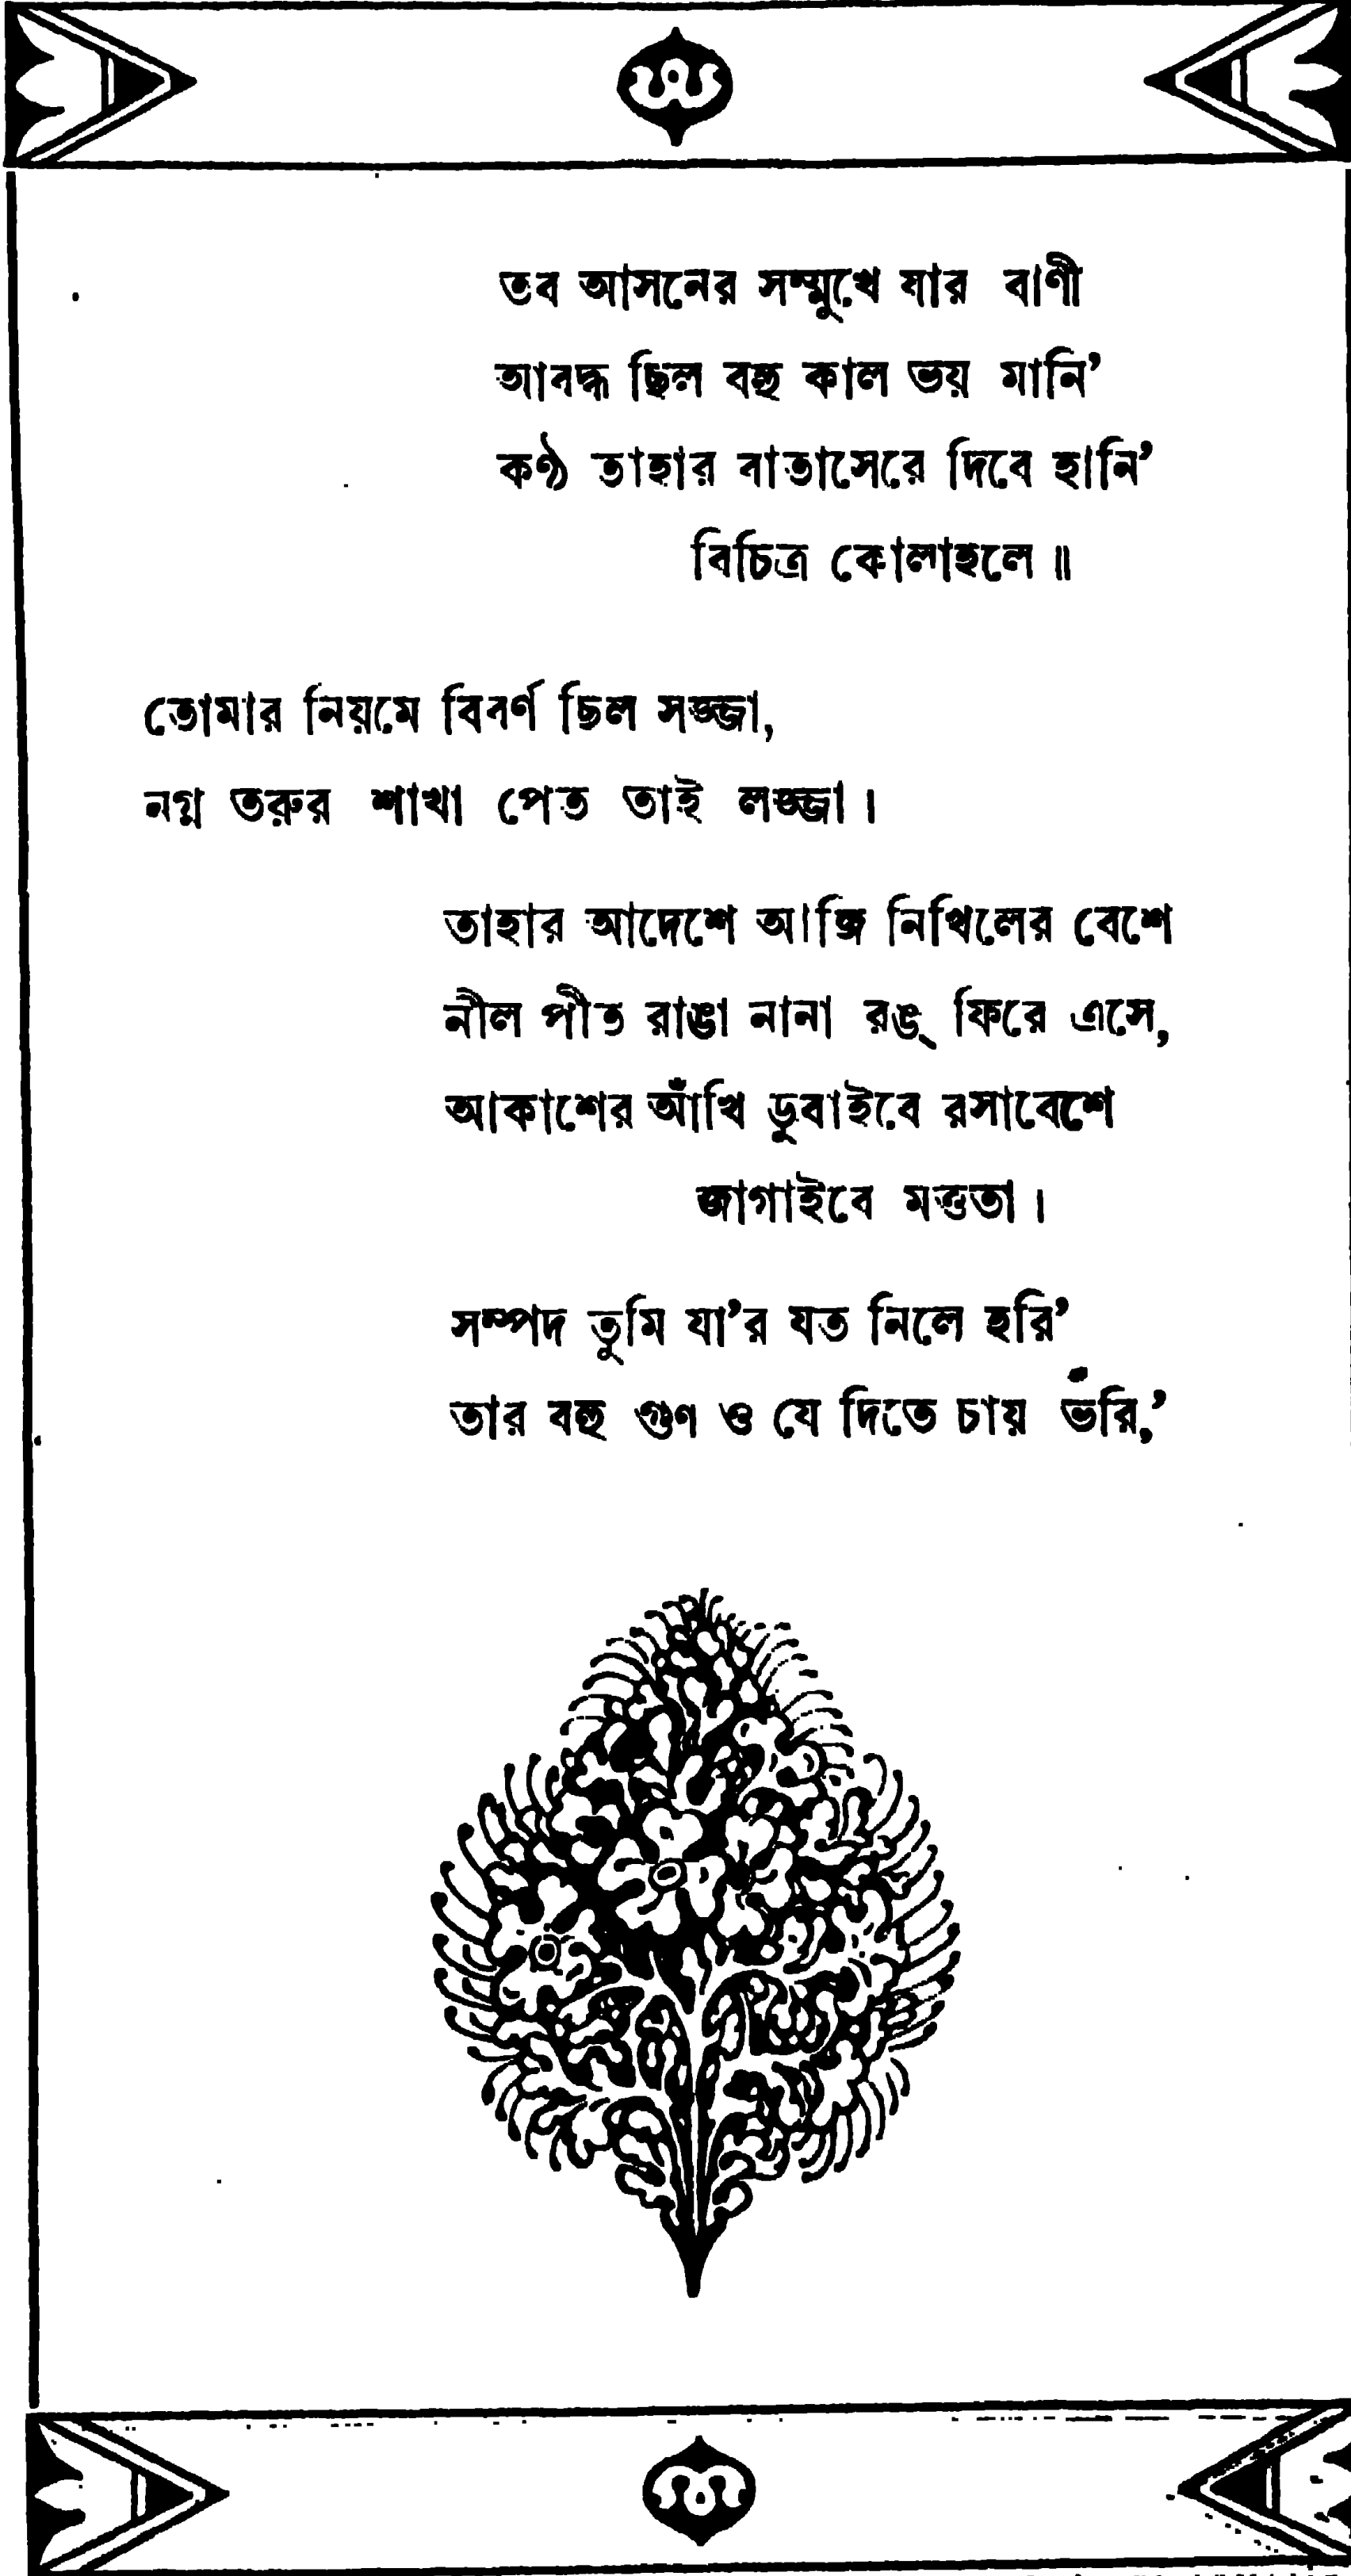 তব আসনের সম্মুখে যার বাণী
আবদ্ধ ছিল বহু কাল ভয় মানি’
কণ্ঠ তাহার বাতাসেরে দিবে হানি’
বিচিত্র কোলাহলে॥
তোমার নিয়মে বিবর্ণ ছিল সজ্জা,
নগ্ন তরুর শাখা পেত তাই লজ্জা।
তাহার আদেশে আজি নিখিলের বেশে
নীল পীত রাঙা নানা রঙ্ ফিরে এসে,
আকাশের আঁখি ডুবাইবে রসাবেশে
জাগাইবে মত্ততা।
সম্পদ তুমি যা’র যত নিলে হরি’
তার বহু গুণ ও যে দিতে চায় ভরি,’